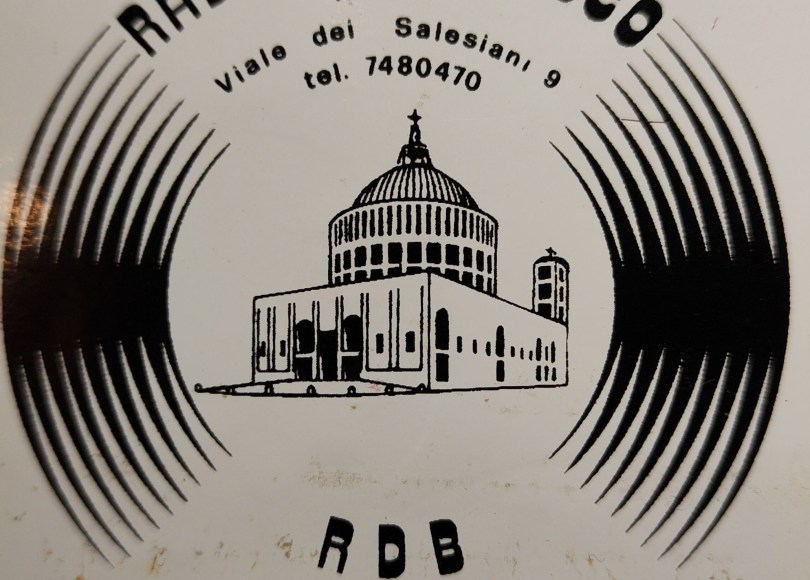 Viale dei Salesiani 9
tel. 7480470
RDB